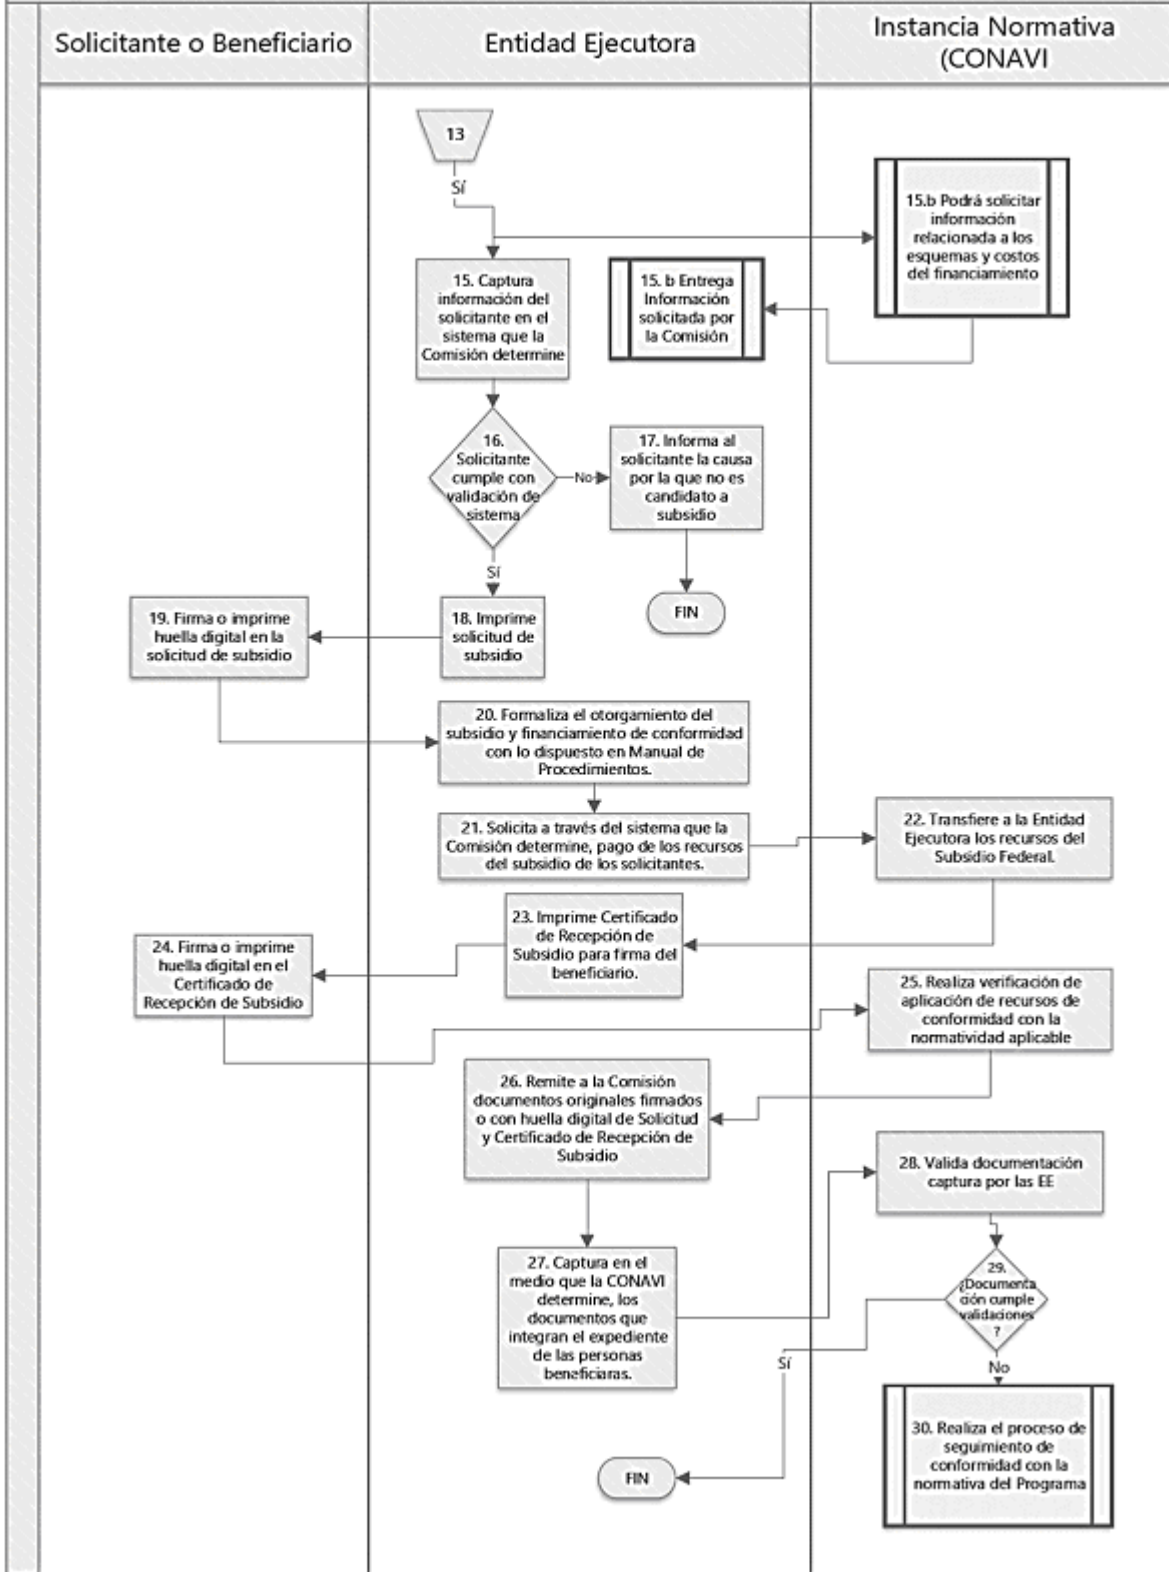 Solicitante o Beneficiario
Entidad Ejecutora
Instancia Normativa
(CONAVI
13
Sí
15.b Podrá solicitar
información
relacionada a los
esquemas y costos
del financiamiento
15. Captura
información del
solicitante en el
sistema que la
Comisión determine
15. b Entrega
Información
solicitada por
la Comisión
16.
Solicitante
cumple con
validación de
sistema
No
17. Informa al
solicitante la causa
por la que no es
candidato a
subsidio
Sí
FIN
18. Imprime
solicitud de
subsidio
19. Firma o imprime
huella digital en la
solicitud de subsidio
20. Formaliza el otorgamiento del
subsidio y financiamiento de conformidad
con lo dispuesto en Manual de
Procedimientos.
21. Solicita a través del sistema que la
Comisión determine, pago de los recursos
del subsidio de los solicitantes.
22. Transfiere a la Entidad
Ejecutora los recursos del
Subsidio Federal.
23. Imprime Certificado
de Recepción de
Subsidio para firma del
beneficiario.
24. Firma o imprime
huella digital en el
Certificado de
Recepción de Subsidio
25. Realiza verificación de
aplicación de recursos de
conformidad con la
normatividad aplicable
26. Remite a la Comisión
documentos originales firmados
o con huella digital de Solicitud
y Certificado de Recepción de
Subsidio
27. Captura en el
medio que la CONAVI
determine, los
documentos que
integran el expediente
de las personas
beneficiaras.
28. Valida documentación
captura por las EE
29.
¿Documenta
ción cumple
validaciones
?
Sí
No
30. Realiza el proceso de
seguimiento de
conformidad con la
normativa del Programa
FIN